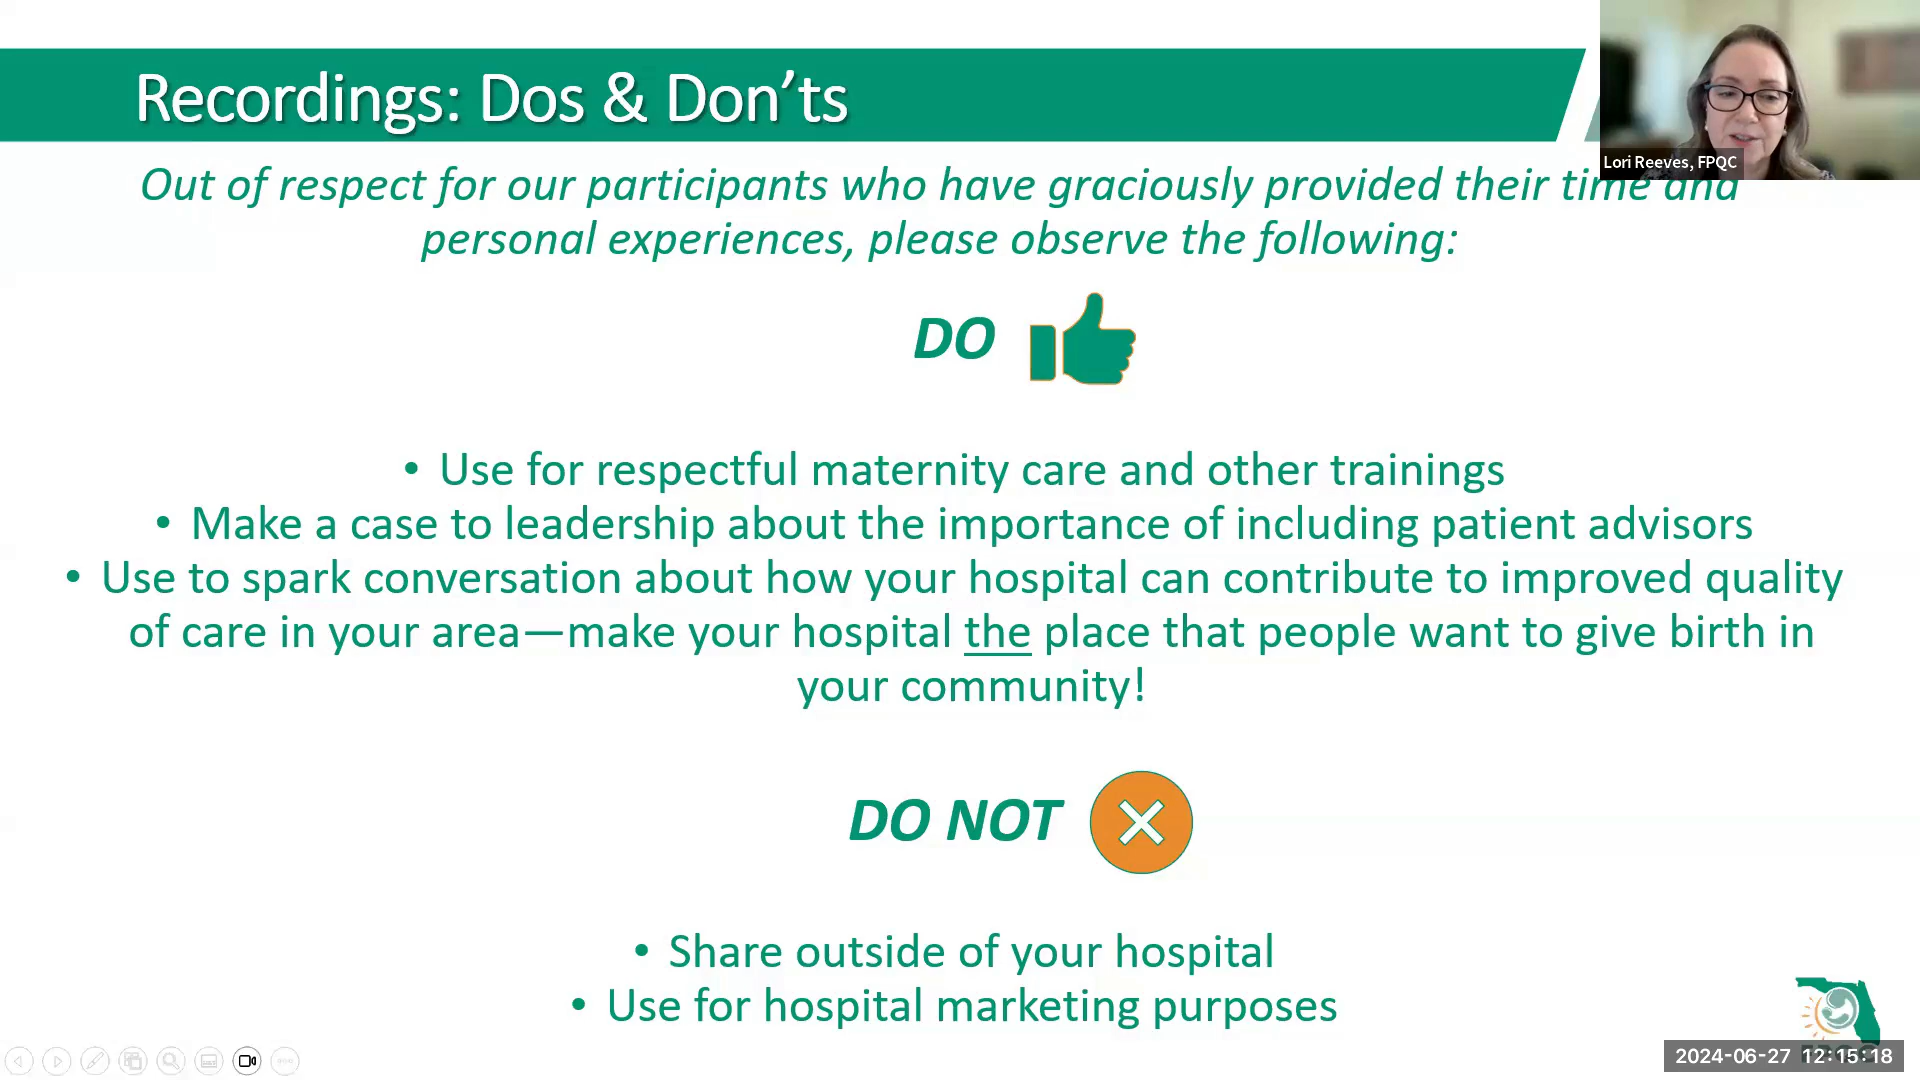 Recordings: Dos & Don'ts
Lori Reeves, FPQC
Out of respect for our participants who have graciously provided their time and
personal experiences, please observe the following:
DO
• Use for respectful maternity care and other trainings
• Make a case to leadership about the importance of including patient advisors
• Use to spark conversation about how your hospital can contribute to improved quality
of care in your area—make your hospital the place that people want to give birth in
your community!
DO NOT
• Share outside of your hospital
• Use for hospital marketing purposes
2024-06-27 12:15:18